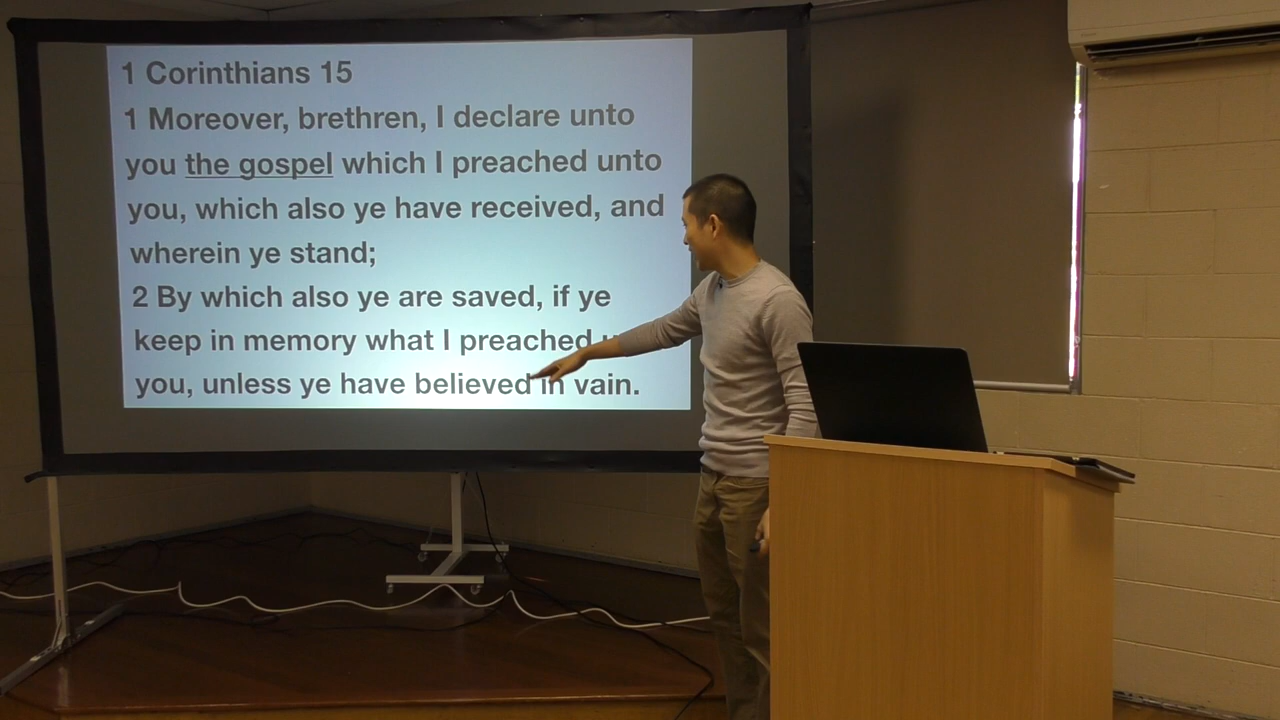 1 Corinthians 15
1 Moreover, brethren, I declare unto
you the gospel which I preached unto
you, which also ye have received, and
wherein ye stand;
2 By which also ye are saved, if ye
keep in memory what I preached
you, unless ye have believed in vain.